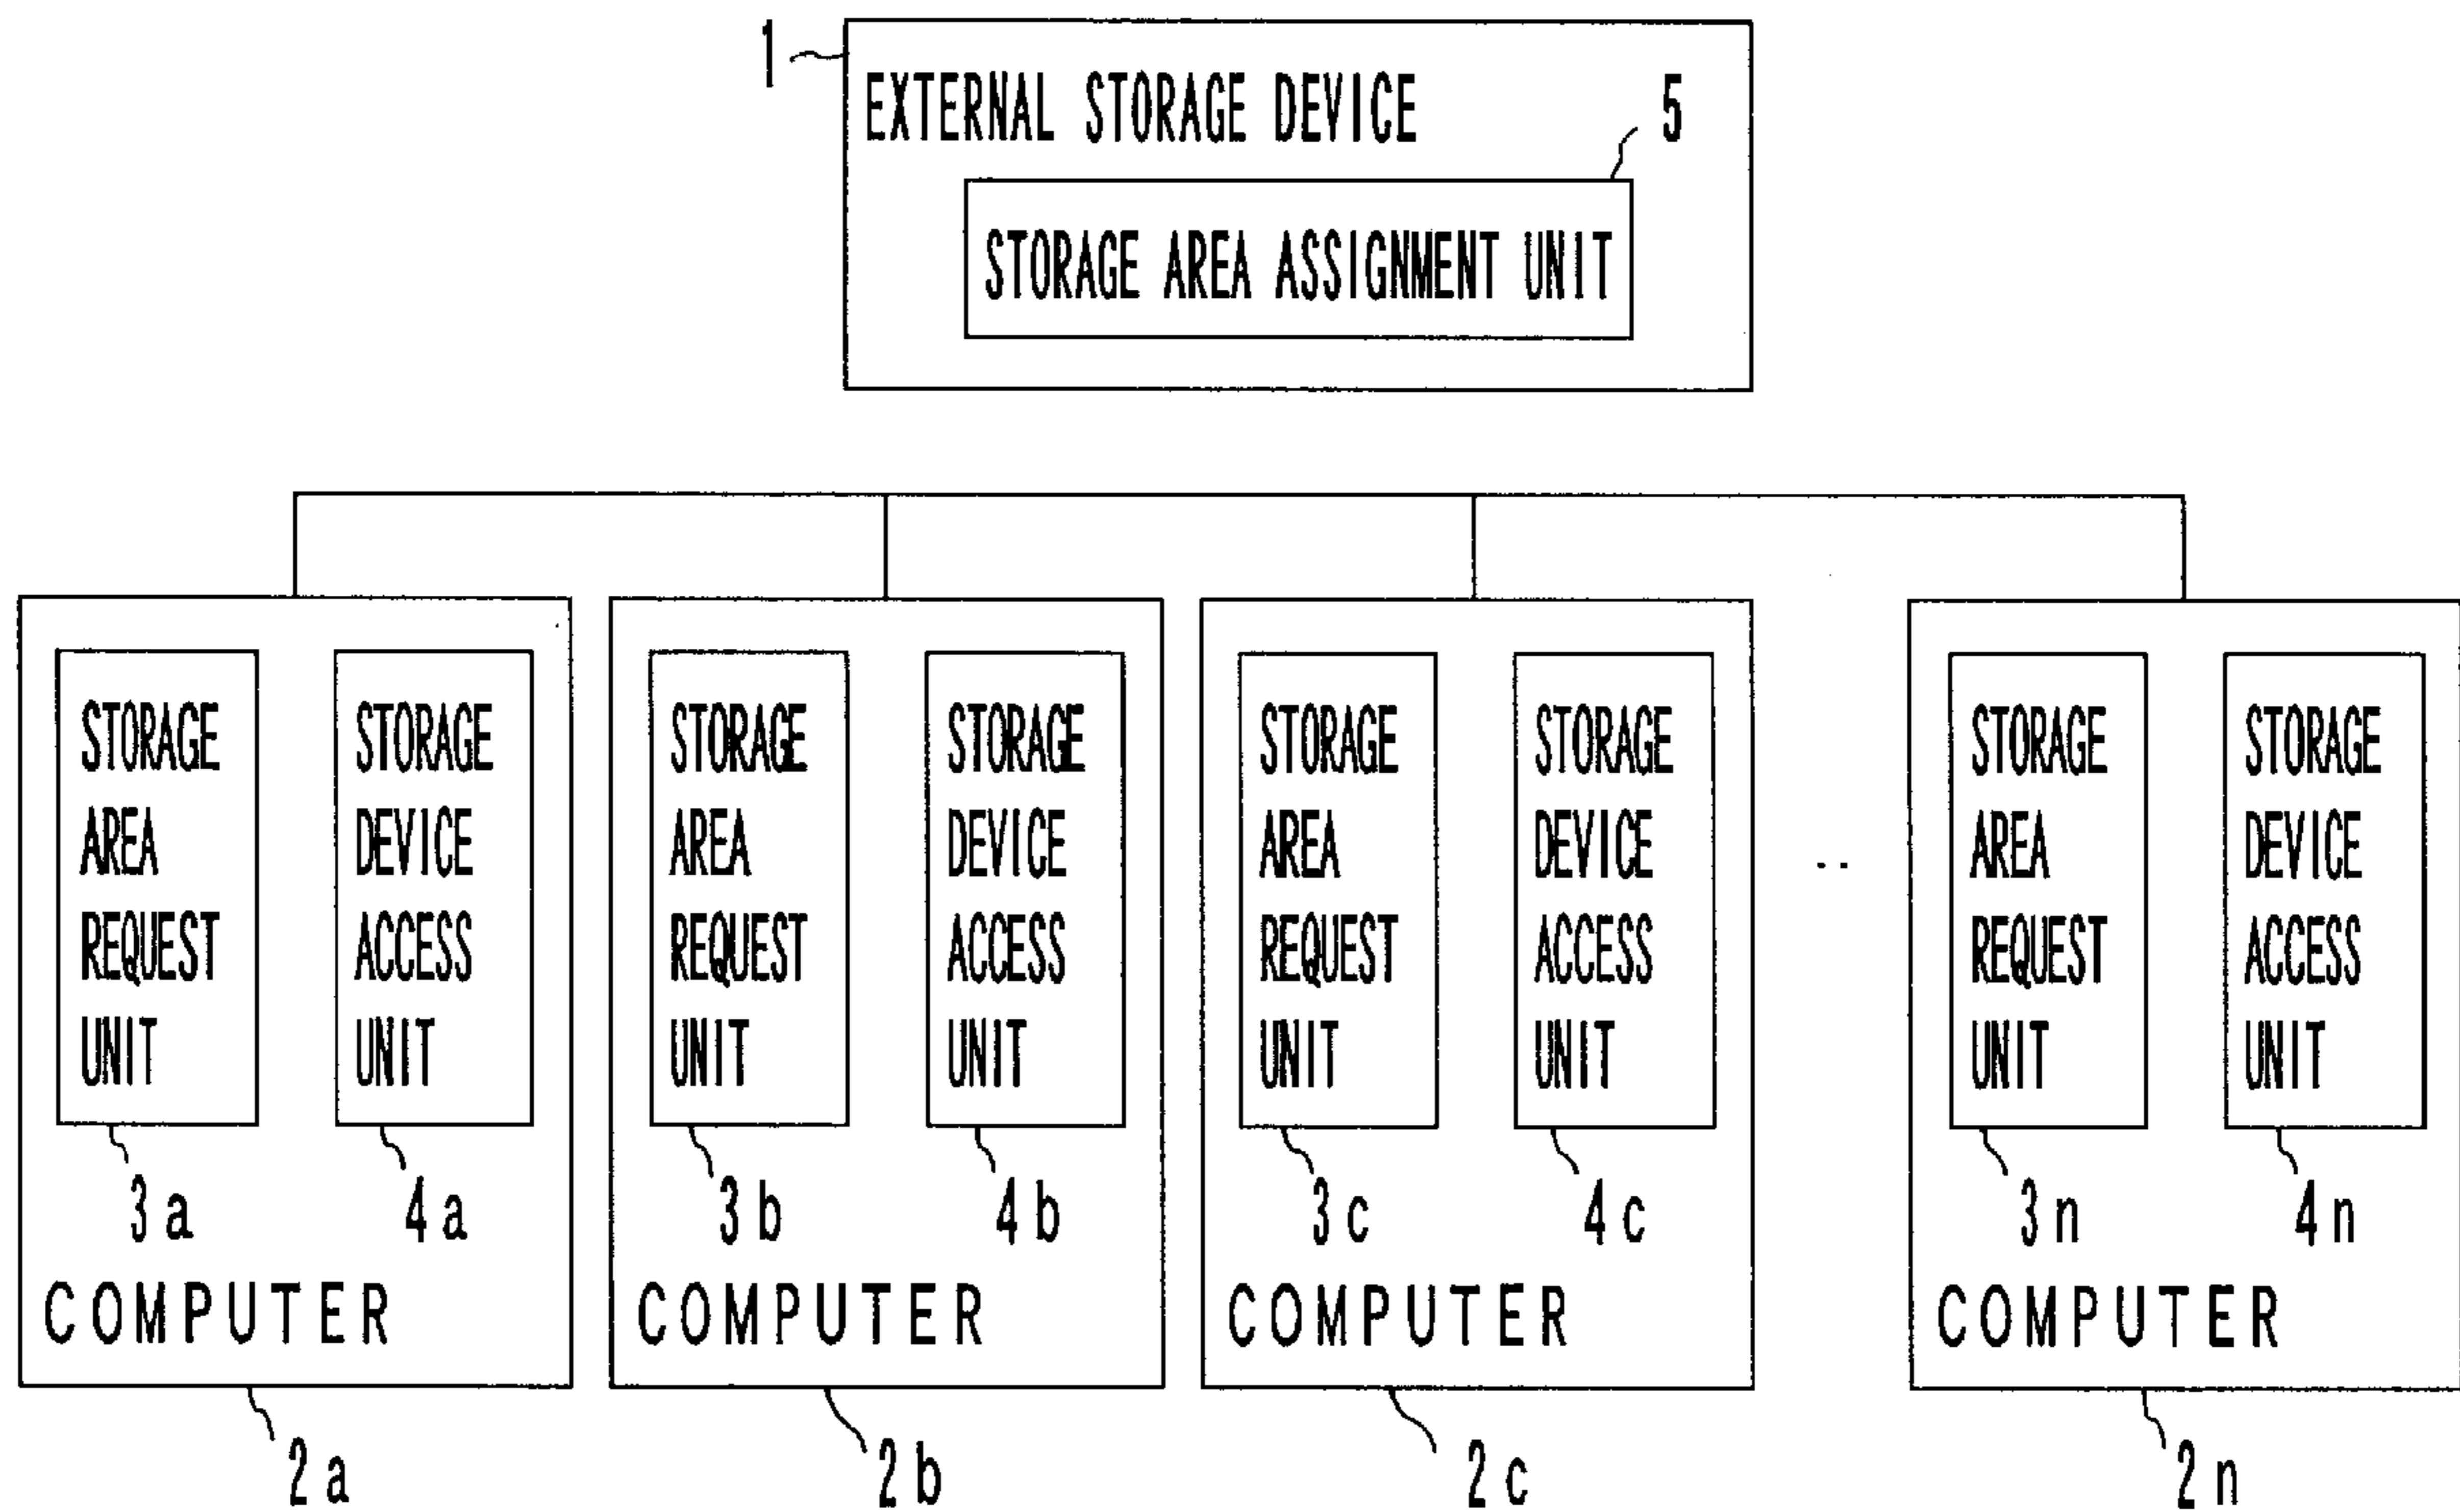 1
EXTERNAL STORAGE DEVICE
5
STORAGE AREA ASSIGNMENT UNIT
STORAGE
AREA
REQUEST
UNIT
3a
STORAGE
DEVICE
ACCESS
UNIT
4a
COMPUTER
2a
STORAGE
AREA
REQUEST
UNIT
3b
STORAGE
DEVICE
ACCESS
UNIT
4b
COMPUTER
2b
STORAGE
AREA
REQUEST
UNIT
3c
STORAGE
DEVICE
ACCESS
UNIT
4c
COMPUTER
2c
..
STORAGE
AREA
REQUEST
UNIT
3n
STORAGE
DEVICE
ACCESS
UNIT
4n
COMPUTER
2n